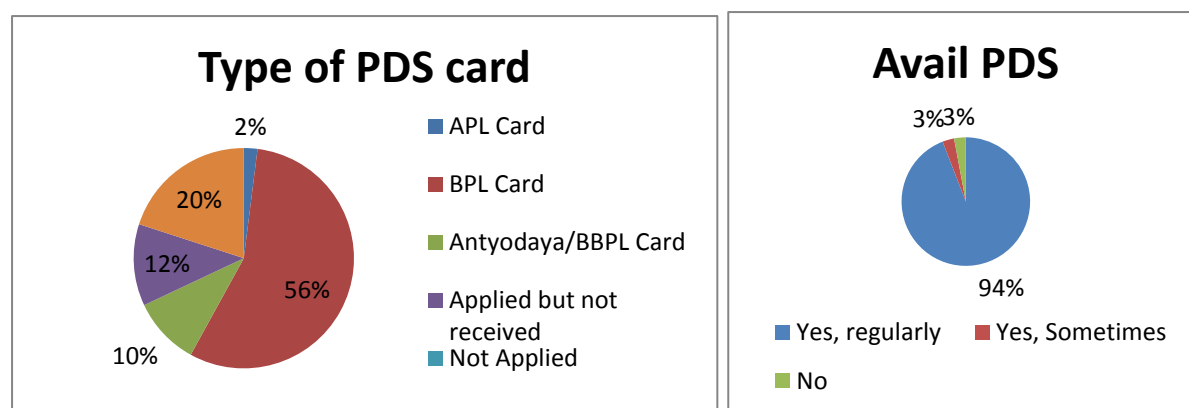 Type of PDS card
2%
20%
12%
10%
56%
APL Card
BPL Card
Antyodaya/BBPL Card
Applied but not
received
Not Applied
Avail PDS
3%3%
94%
Yes, regularly
Yes, Sometimes
No